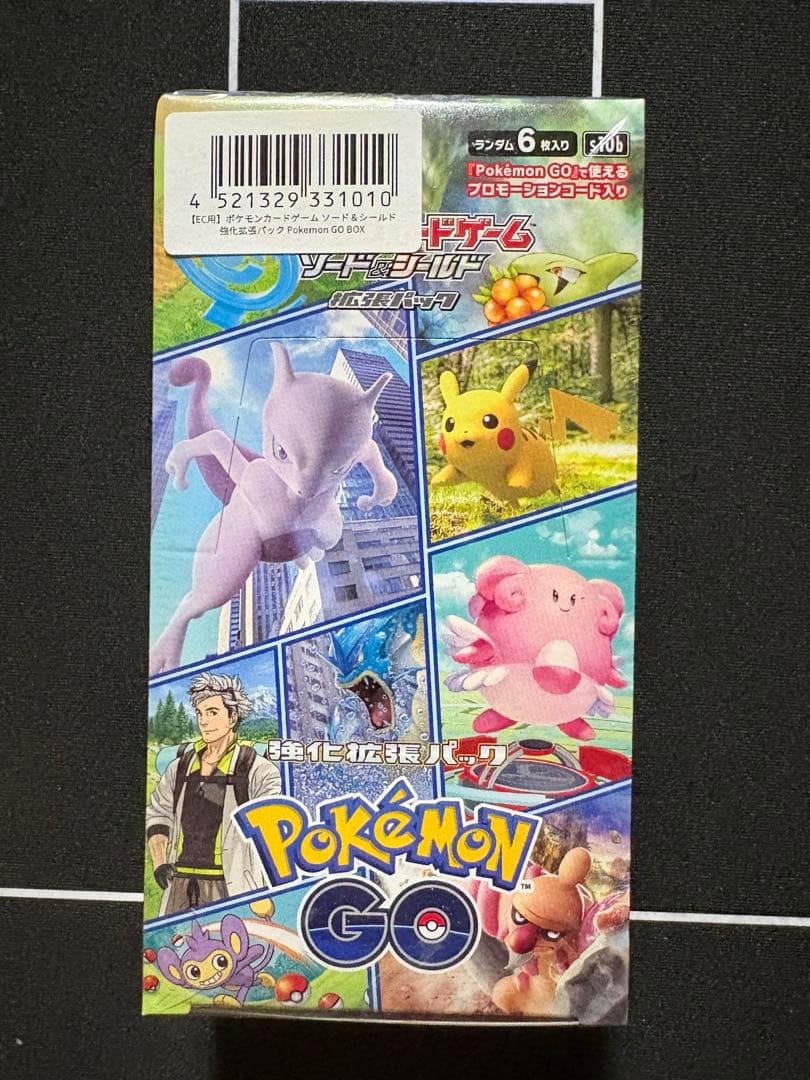 4 521329 331010
【EC用】ポケモンカードゲーム ソード&シールド
強化拡張パック Pokemon GO BOX
ランダム 6 枚入り
s10b
『Pokémon GO』で使える
プロモーションコード入り
ードゲーム™
ソード&シールド
拡張パック
強化拡張パック
POKéMON™
GO